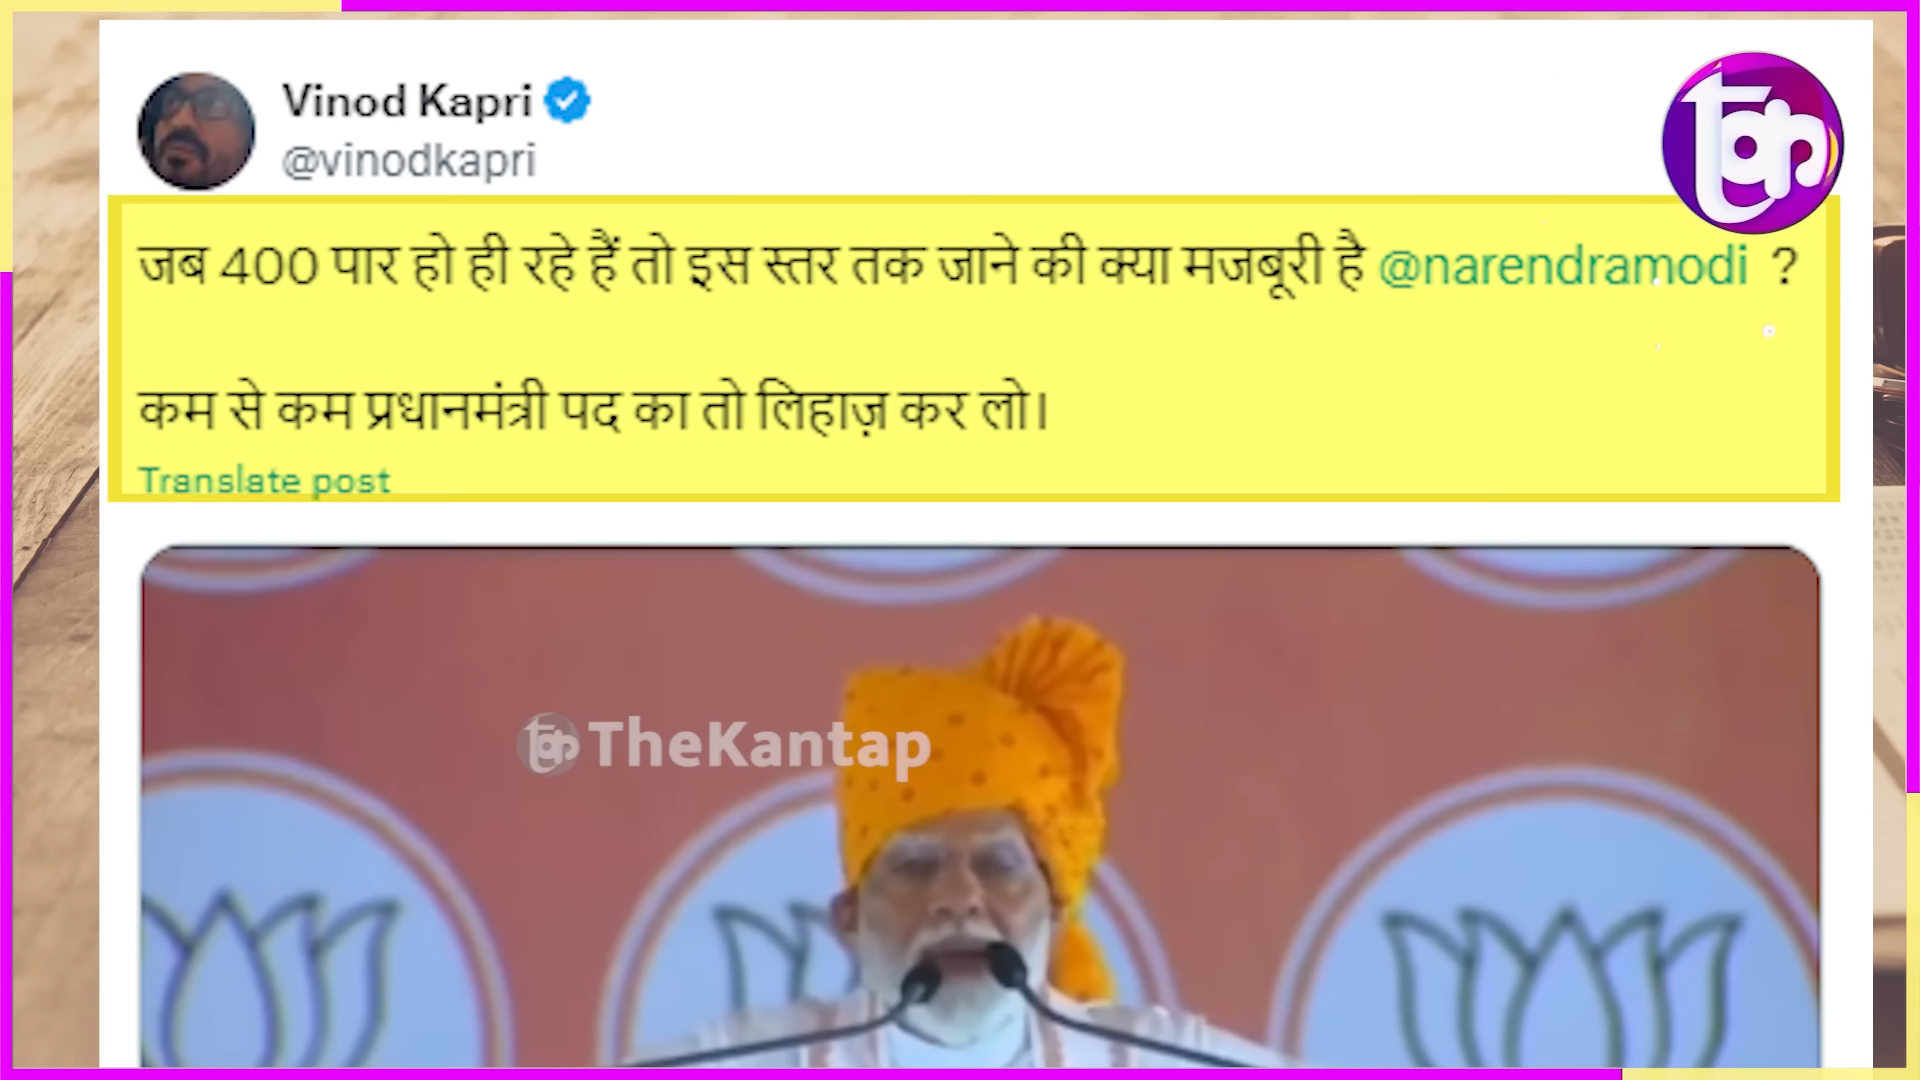 Vinod Kapri
@vinodkapri
जब 400 पार हो ही रहे हैं तो इस स्तर तक जाने की क्या मजबूरी है @narendramodi ?
कम से कम प्रधानमंत्री पद का तो लिहाज़ कर लो।
Translate post
TheKantap